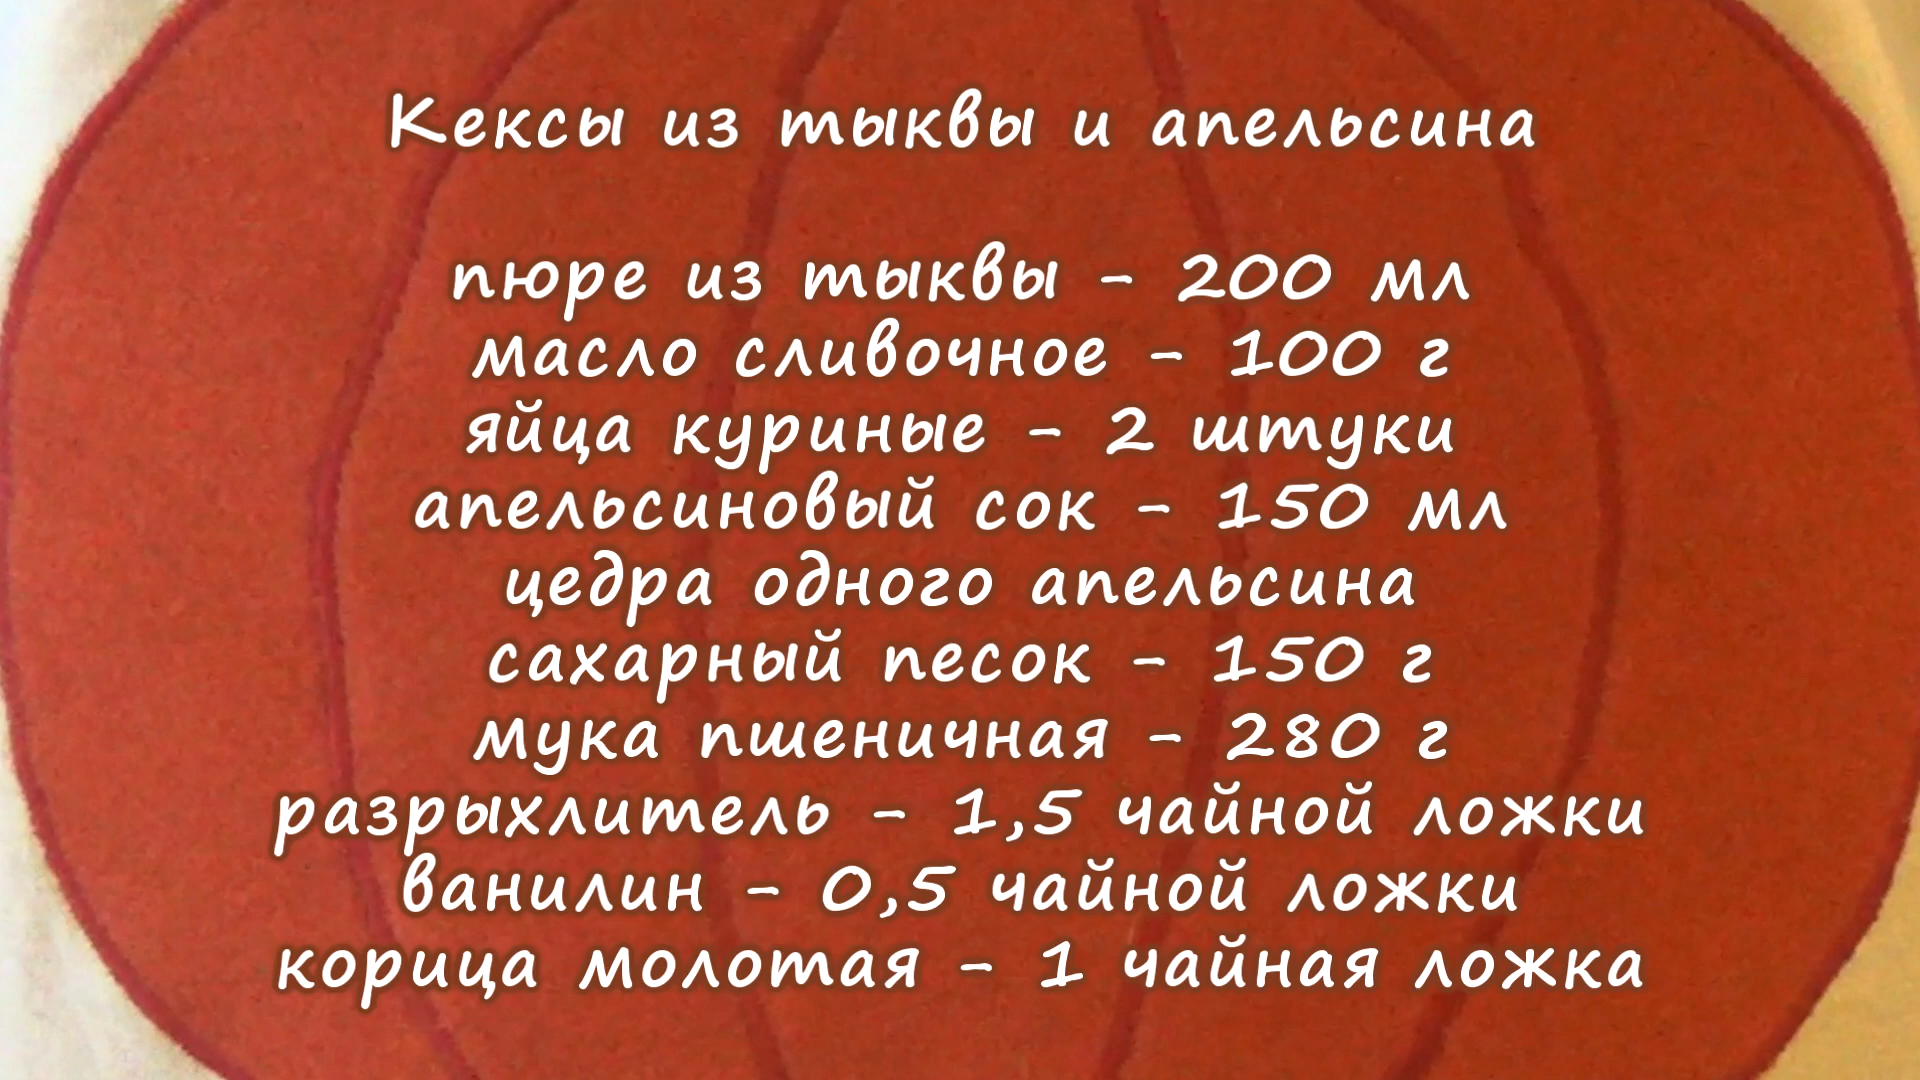 Кексы из тыквы и апельсина
пюре из тыквы - 200 мл
масло сливочное - 100 г
яйца куриные - 2 штуки
апельсиновый сок - 150 мл
цедра одного апельсина
сахарный песок - 150 г
мука пшеничная - 280 г
разрыхлитель - 1,5 чайной ложки
ванилин - 0,5 чайной ложки
корица молотая - 1 чайная ложка